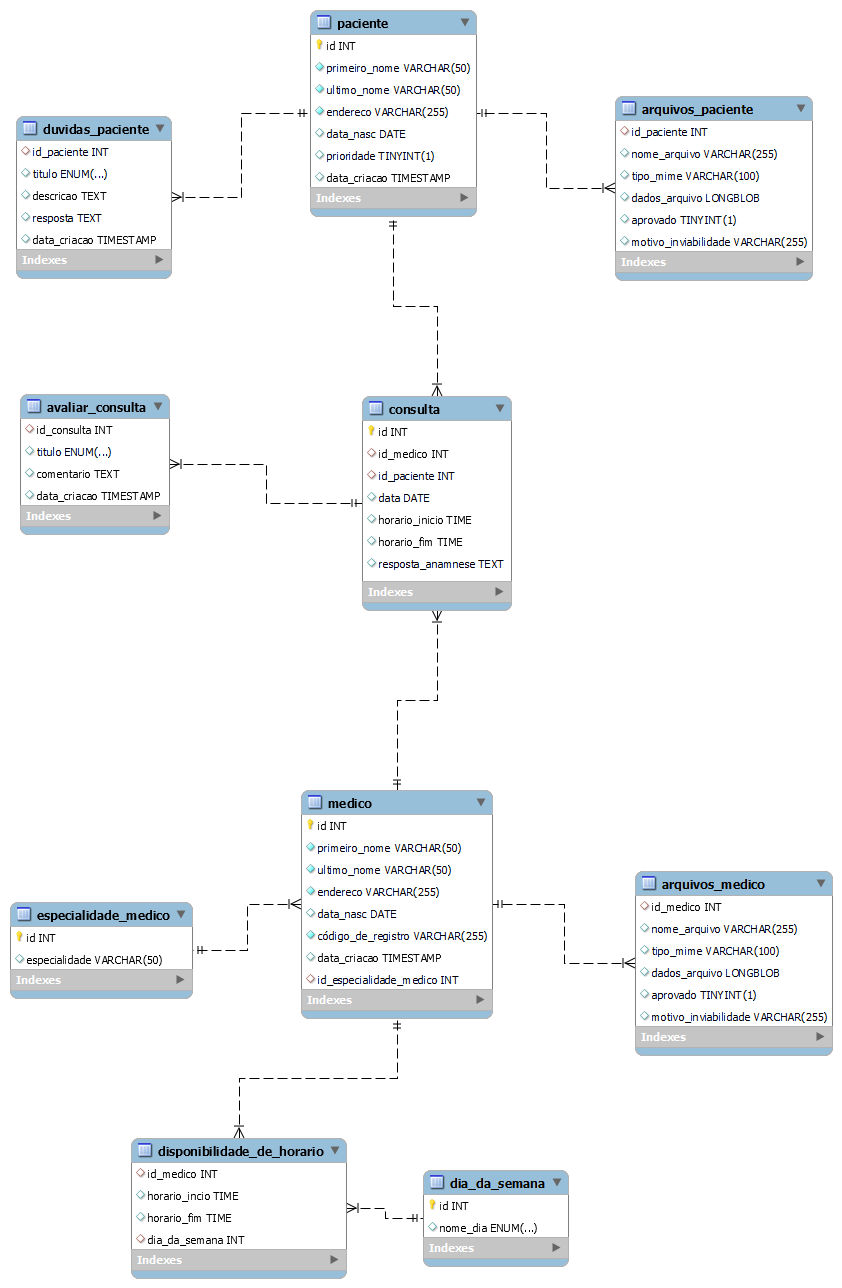 paciente
id INT
primeiro_nome VARCHAR(50)
ultimo_nome VARCHAR(50)
endereco VARCHAR(255)
data_nasc DATE
prioridade TINYINT(1)
data_criacao TIMESTAMP
Indexes
duvidas_paciente
id_paciente INT
titulo ENUM(...)
descricao TEXT
resposta TEXT
data_criacao TIMESTAMP
Indexes
arquivos_paciente
id_paciente INT
nome_arquivo VARCHAR(255)
tipo_mime VARCHAR(100)
dados_arquivo LONGBLOB
aprovado TINYINT(1)
motivo_inviabilidade VARCHAR(255)
Indexes
avaliar_consulta
id_consulta INT
titulo ENUM(...)
comentario TEXT
data_criacao TIMESTAMP
Indexes
consulta
id INT
id_medico INT
id_paciente INT
data DATE
horario_inicio TIME
horario_fim TIME
resposta_anamnese TEXT
Indexes
medico
id INT
primeiro_nome VARCHAR(50)
ultimo_nome VARCHAR(50)
endereco VARCHAR(255)
data_nasc DATE
código_de_registro VARCHAR(255)
data_criacao TIMESTAMP
id_especialidade_medico INT
Indexes
especialidade_medico
id INT
especialidade VARCHAR(50)
Indexes
arquivos_medico
id_medico INT
nome_arquivo VARCHAR(255)
tipo_mime VARCHAR(100)
dados_arquivo LONGBLOB
aprovado TINYINT(1)
motivo_inviabilidade VARCHAR(255)
Indexes
disponibilidade_de_horario
id_medico INT
horario_incio TIME
horario_fim TIME
dia_da_semana INT
Indexes
dia_da_semana
id INT
nome_dia ENUM(...)
Indexes